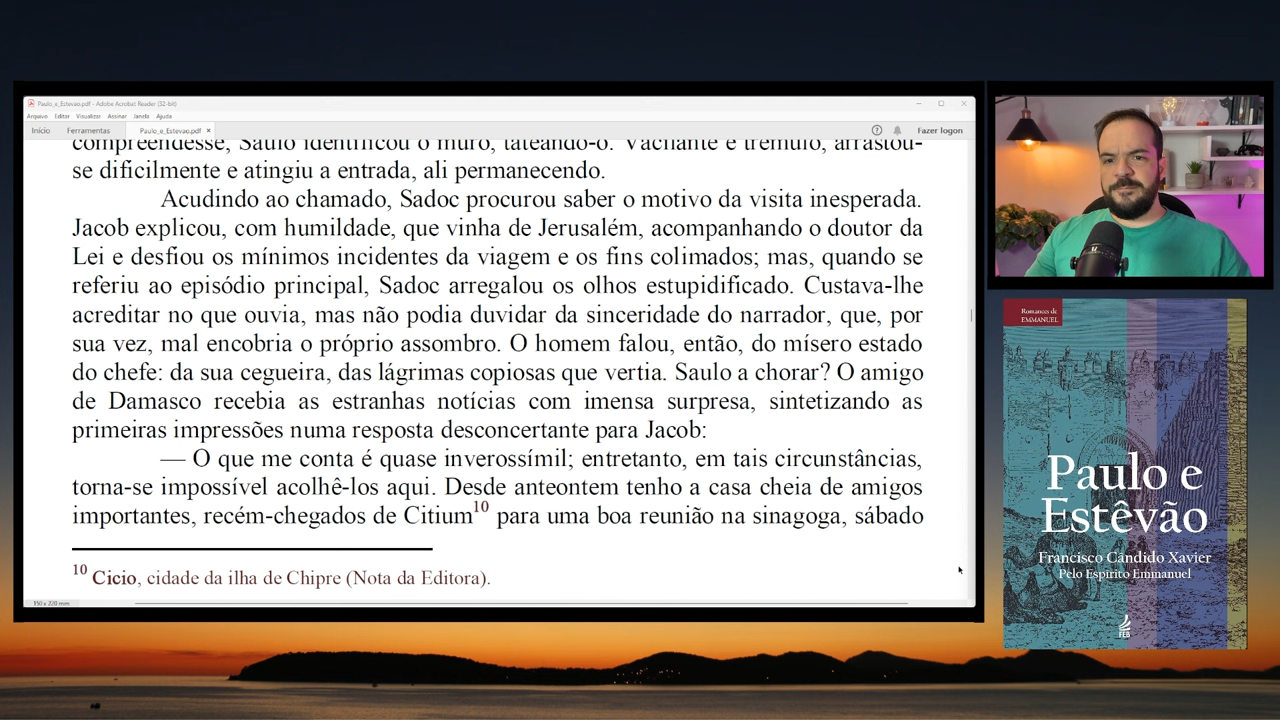 Paulo_e_Estevao.pdf - Adobe Acrobat Reader (32-bit)
Arquivo Editar Visualizar Assinar Janela Ajuda
Início Ferramentas Paulo_e_Estevao.pdf × Fazer logon
compreendesse, Saulo identificou o muro, tateando-o. Vacilante e trêmulo, arrastou-
se dificilmente e atingiu a entrada, ali permanecendo.
Acudindo ao chamado, Sadoc procurou saber o motivo da visita inesperada.
Jacob explicou, com humildade, que vinha de Jerusalém, acompanhando o doutor da
Lei e desfiou os mínimos incidentes da viagem e os fins colimados; mas, quando se
referiu ao episódio principal, Sadoc arregalou os olhos estupidificado. Custava-lhe
acreditar no que ouvia, mas não podia duvidar da sinceridade do narrador, que, por
sua vez, mal encobria o próprio assombro. O homem falou, então, do mísero estado
do chefe: da sua cegueira, das lágrimas copiosas que vertia. Saulo a chorar? O amigo
de Damasco recebia as estranhas notícias com imensa surpresa, sintetizando as
primeiras impressões numa resposta desconcertante para Jacob:
— O que me conta é quase inverossímil; entretanto, em tais circunstâncias,
torna-se impossível acolhê-los aqui. Desde anteontem tenho a casa cheia de amigos
importantes, recém-chegados de Citium10 para uma boa reunião na sinagoga, sábado
10 Cício, cidade da ilha de Chipre (Nota da Editora).
150 x 220 mm
Romances de
EMMANUEL
Paulo e
Estêvão
Francisco Cândido Xavier
Pelo Espírito Emmanuel
FEB